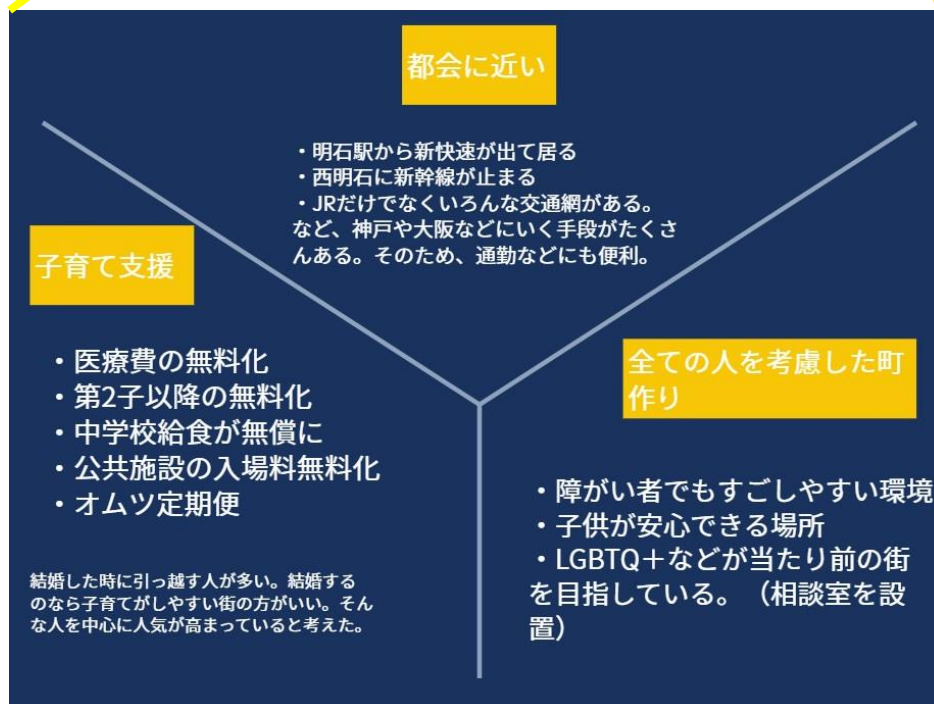 都会に近い
・明石駅から新快速が出て居る
・西明石に新幹線が止まる
・JRだけでなくいろんな交通網がある。
など、神戸や大阪などにいく手段がたくさ
んある。そのため、通勤などにも便利。
子育て支援
・医療費の無料化
・第2子以降の無料化
・中学校給食が無償に
・公共施設の入場料無料化
・オムツ定期便
結婚した時に引っ越す人が多い。結婚する
のなら子育てがしやすい街の方がいい。そん
な人を中心に人気が高まっていると考えた。
全ての人を考慮した町
作り
・障がい者でもすごしやすい環境
・子供が安心できる場所
・LGBTQ＋などが当たり前の街
を目指している。（相談室を設
置）